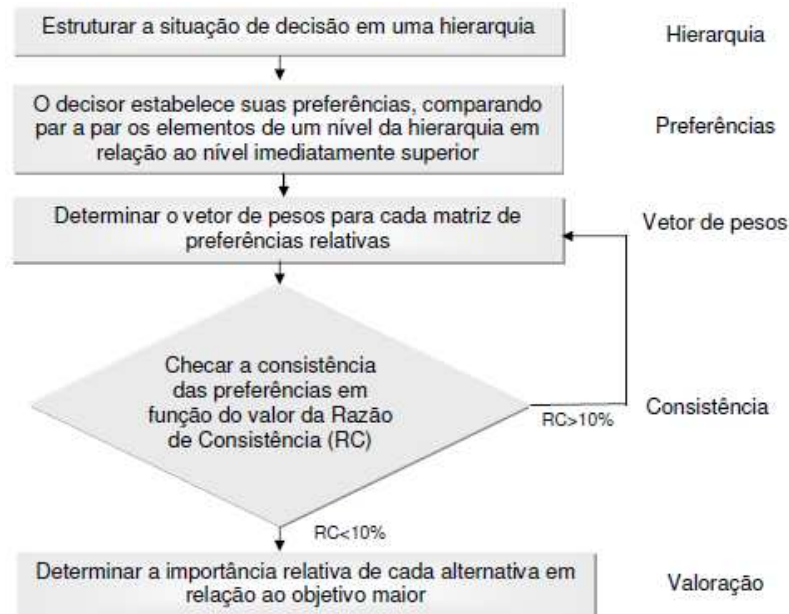 Estruturar a situação de decisão em uma hierarquia
Hierarquia
O decisor estabelece suas preferências, comparando
par a par os elementos de um nível da hierarquia em
relação ao nível imediatamente superior
Preferências
Determinar o vetor de pesos para cada matriz de
preferências relativas
Vetor de pesos
Checar a consistência
das preferências em
função do valor da Razão
de Consistência (RC)
RC>10%
Consistência
RC<10%
Determinar a importância relativa de cada alternativa em
relação ao objetivo maior
Valoração